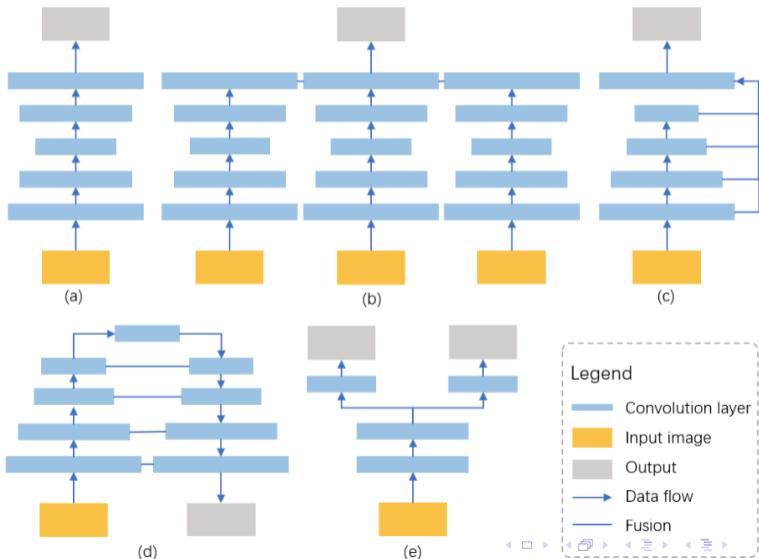 (a)
(b)
(c)
Legend
Convolution layer
Input image
Output
Data flow
Fusion
(d)
(e)